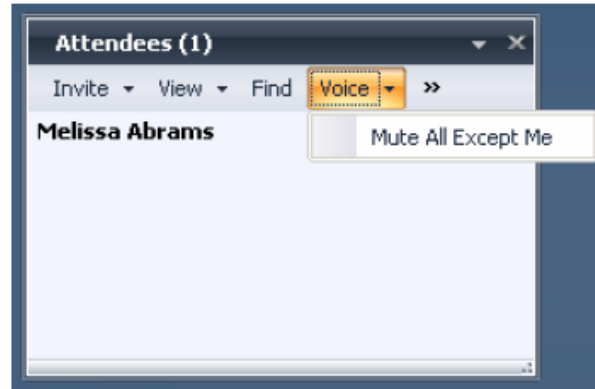 Attendees (1)
Invite View Find Voice »
Melissa Abrams
Mute All Except Me